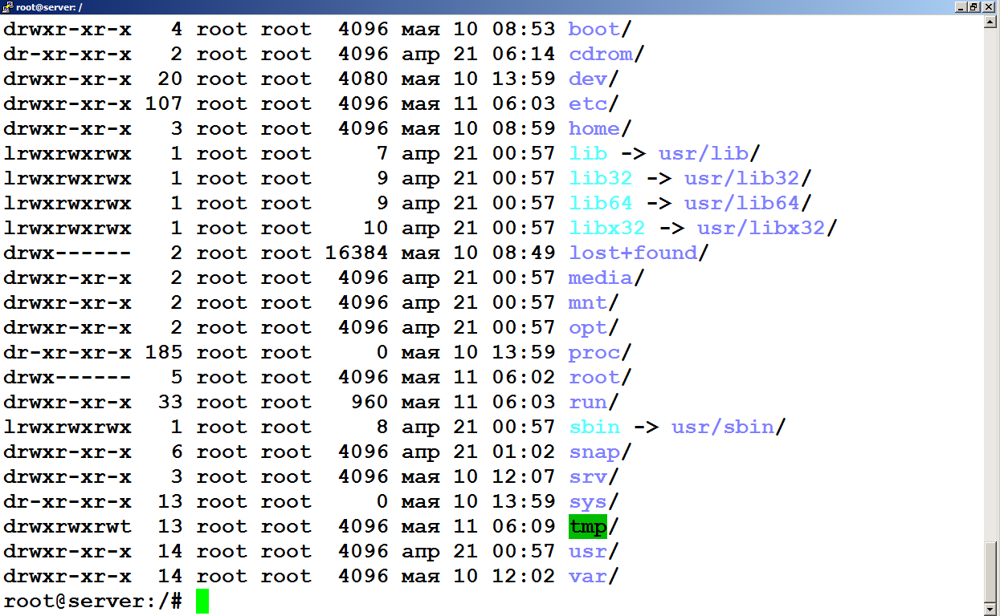 root@server: /
drwxr-xr-x   4 root root  4096 мая 10 08:53 boot/
dr-xr-xr-x   2 root root  4096 апр 21 06:14 cdrom/
drwxr-xr-x  20 root root  4080 мая 10 13:59 dev/
drwxr-xr-x 107 root root  4096 мая 11 06:03 etc/
drwxr-xr-x   3 root root  4096 мая 10 08:59 home/
lrwxrwxrwx   1 root root     7 апр 21 00:57 lib -> usr/lib/
lrwxrwxrwx   1 root root     9 апр 21 00:57 lib32 -> usr/lib32/
lrwxrwxrwx   1 root root     9 апр 21 00:57 lib64 -> usr/lib64/
lrwxrwxrwx   1 root root    10 апр 21 00:57 libx32 -> usr/libx32/
drwx------   2 root root 16384 мая 10 08:49 lost+found/
drwxr-xr-x   2 root root  4096 апр 21 00:57 media/
drwxr-xr-x   2 root root  4096 апр 21 00:57 mnt/
drwxr-xr-x   2 root root  4096 апр 21 00:57 opt/
dr-xr-xr-x 185 root root     0 мая 10 13:59 proc/
drwx------   5 root root  4096 мая 11 06:02 root/
drwxr-xr-x  33 root root   960 мая 11 06:03 run/
lrwxrwxrwx   1 root root     8 апр 21 00:57 sbin -> usr/sbin/
drwxr-xr-x   6 root root  4096 апр 21 01:02 snap/
drwxr-xr-x   3 root root  4096 мая 10 12:07 srv/
dr-xr-xr-x  13 root root     0 мая 10 13:59 sys/
drwxrwxrwt  13 root root  4096 мая 11 06:09 tmp/
drwxr-xr-x  14 root root  4096 апр 21 00:57 usr/
drwxr-xr-x  14 root root  4096 мая 10 12:02 var/
root@server:/#